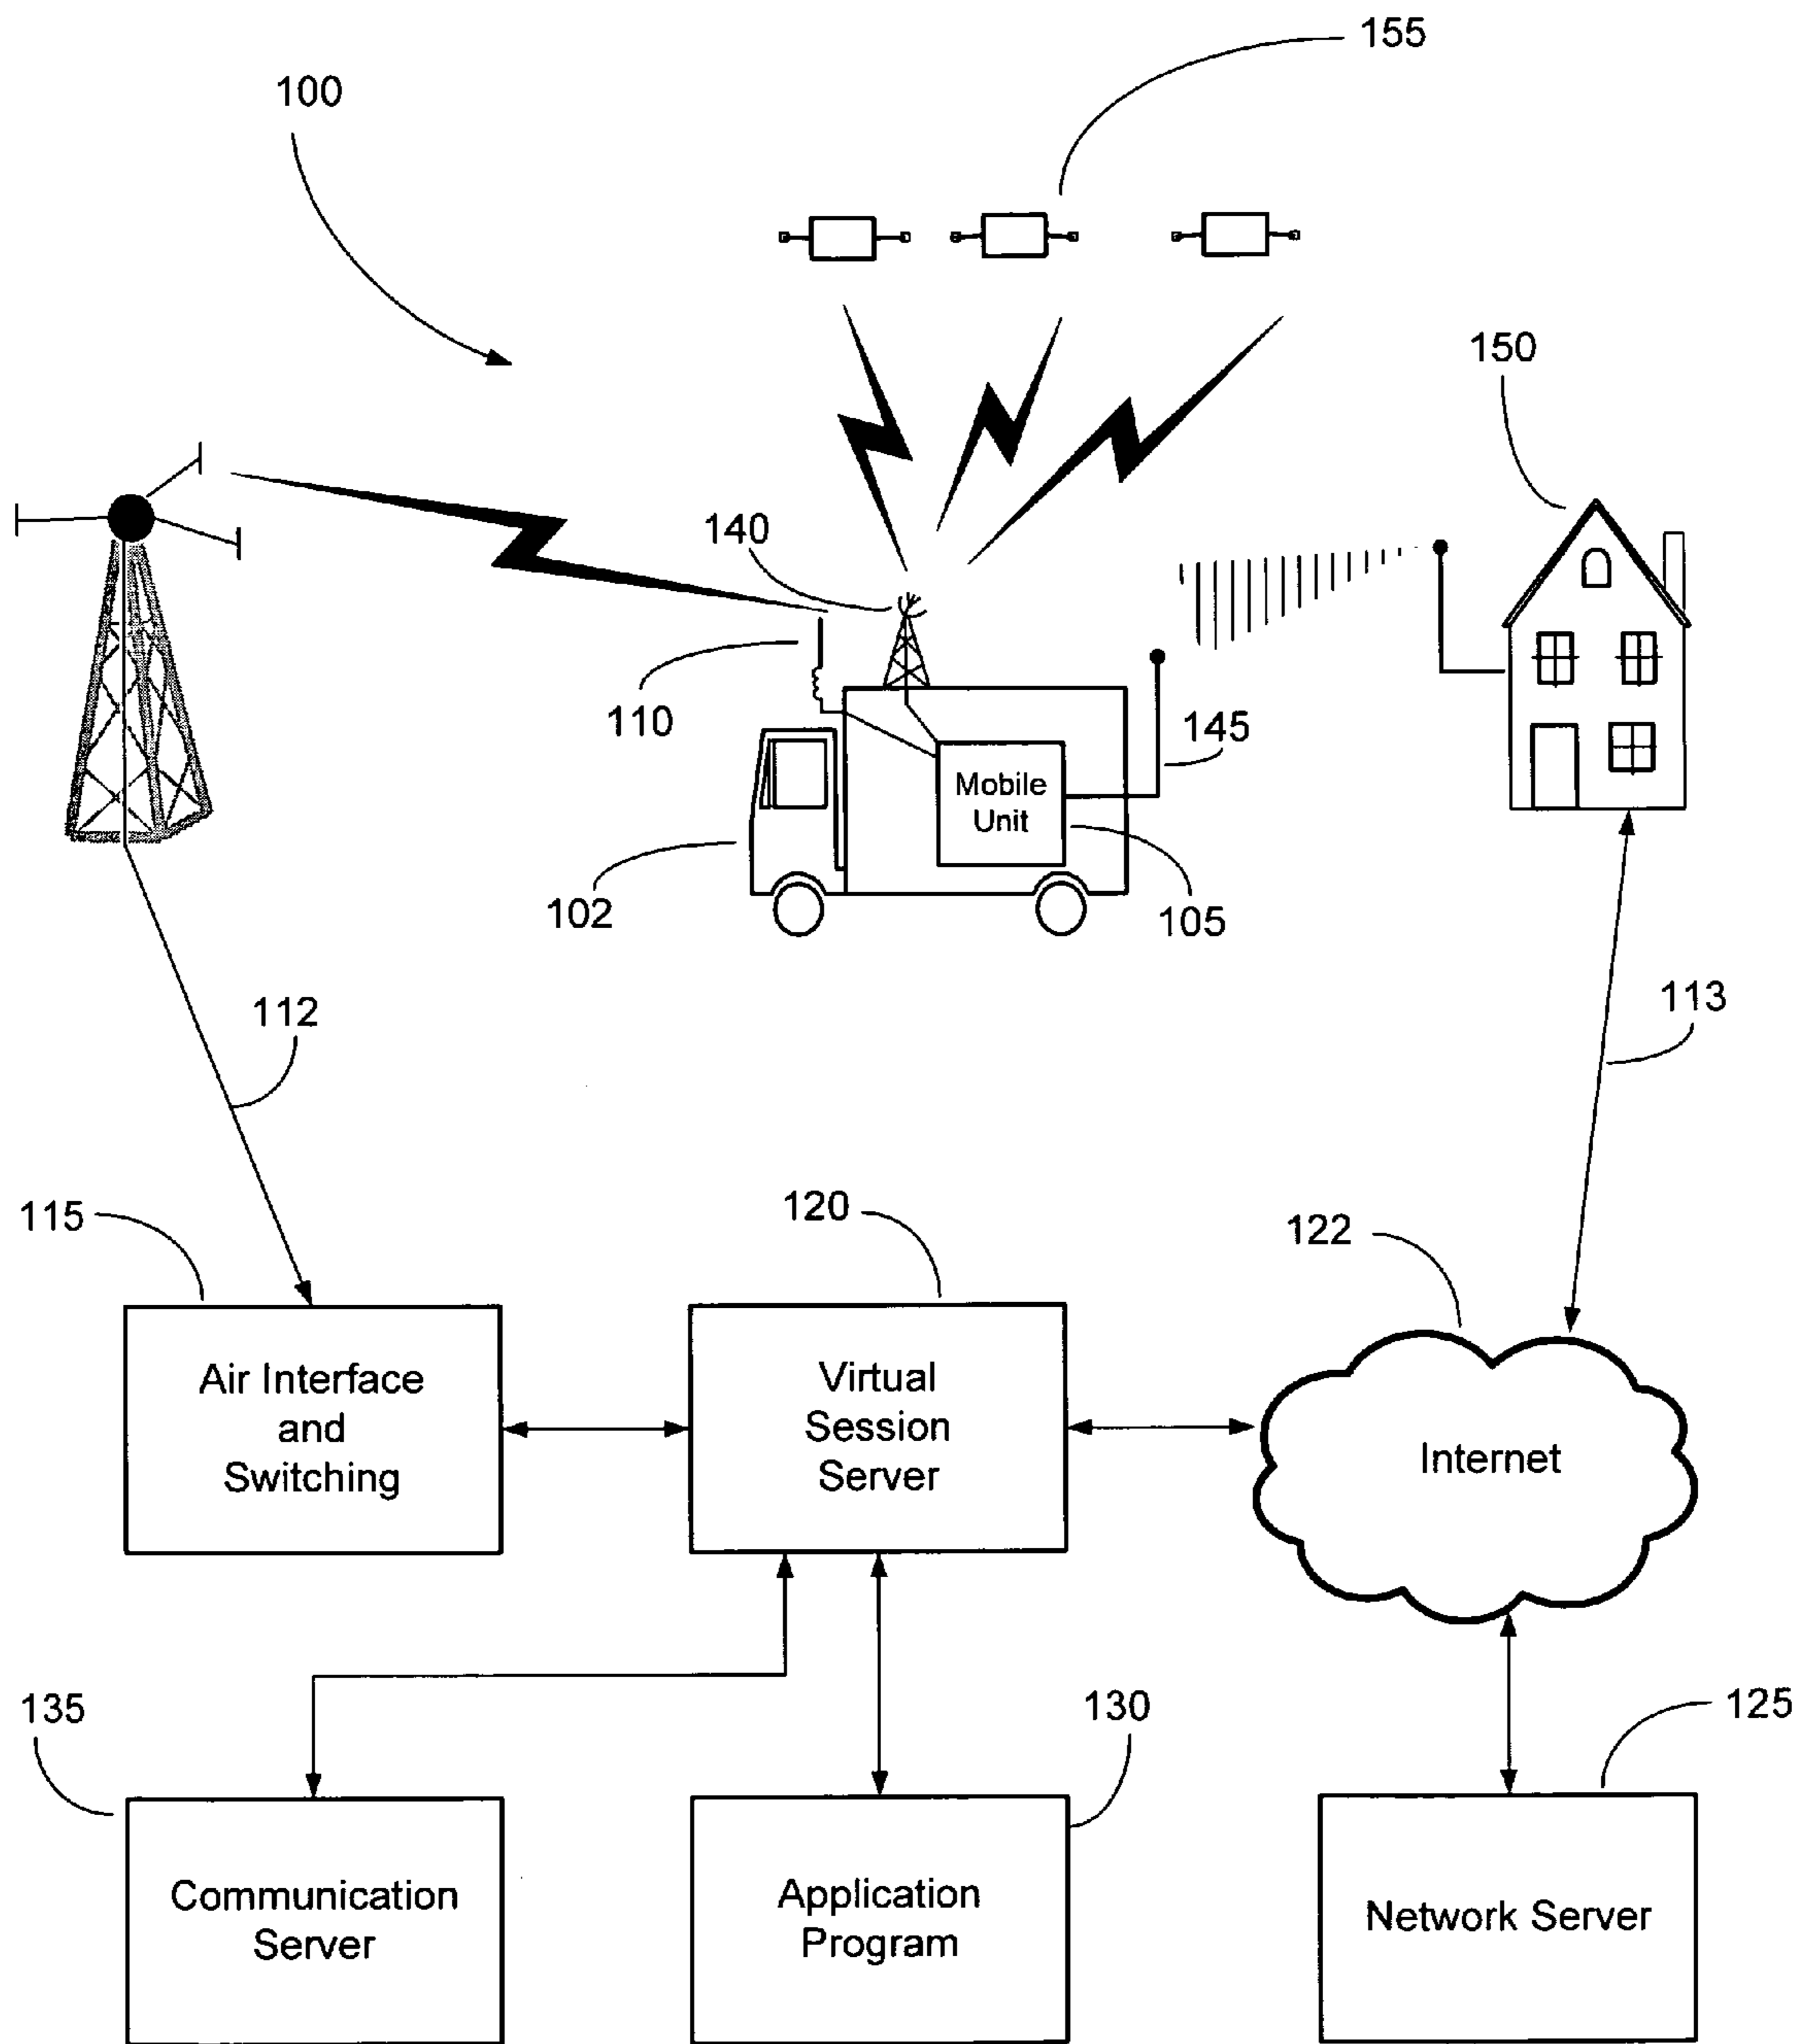 155
100
150
140
110
145
Mobile
Unit
102
105
112
113
115
120
122
Air Interface
and
Switching
Virtual
Session
Server
Internet
135
130
125
Communication
Server
Application
Program
Network Server